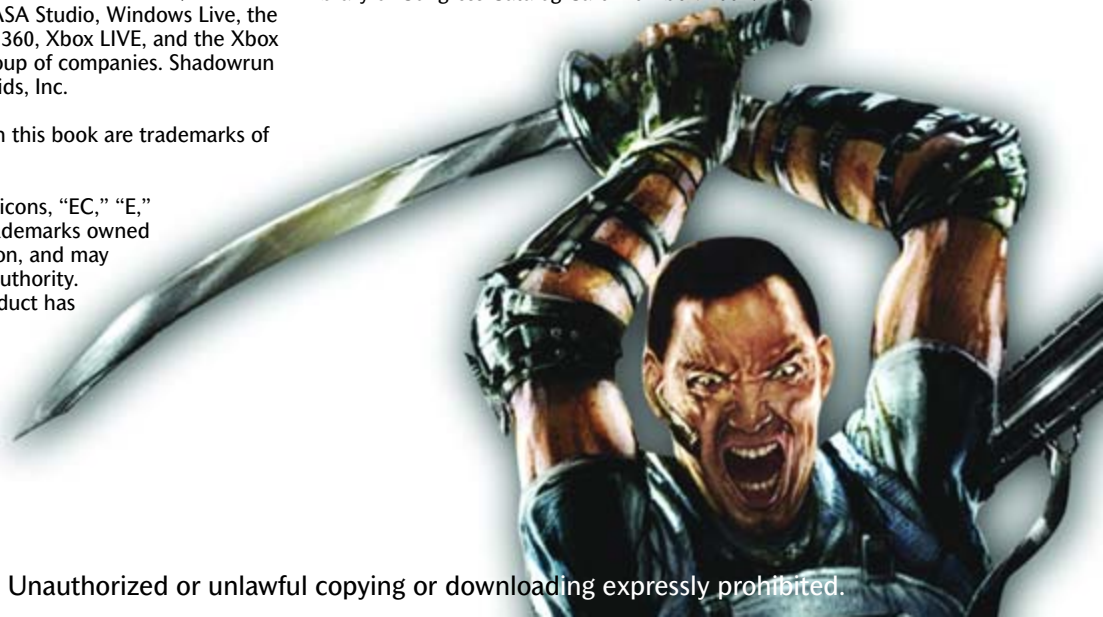 ASA Studio, Windows Live, the
360, Xbox LIVE, and the Xbox
oup of companies. Shadowrun
ids, Inc.
n this book are trademarks of
icons, “EC,” “E,”
ademarks owned
on, and may
uthority.
duct has
Unauthorized or unlawful copying or downloading expressly prohibited.